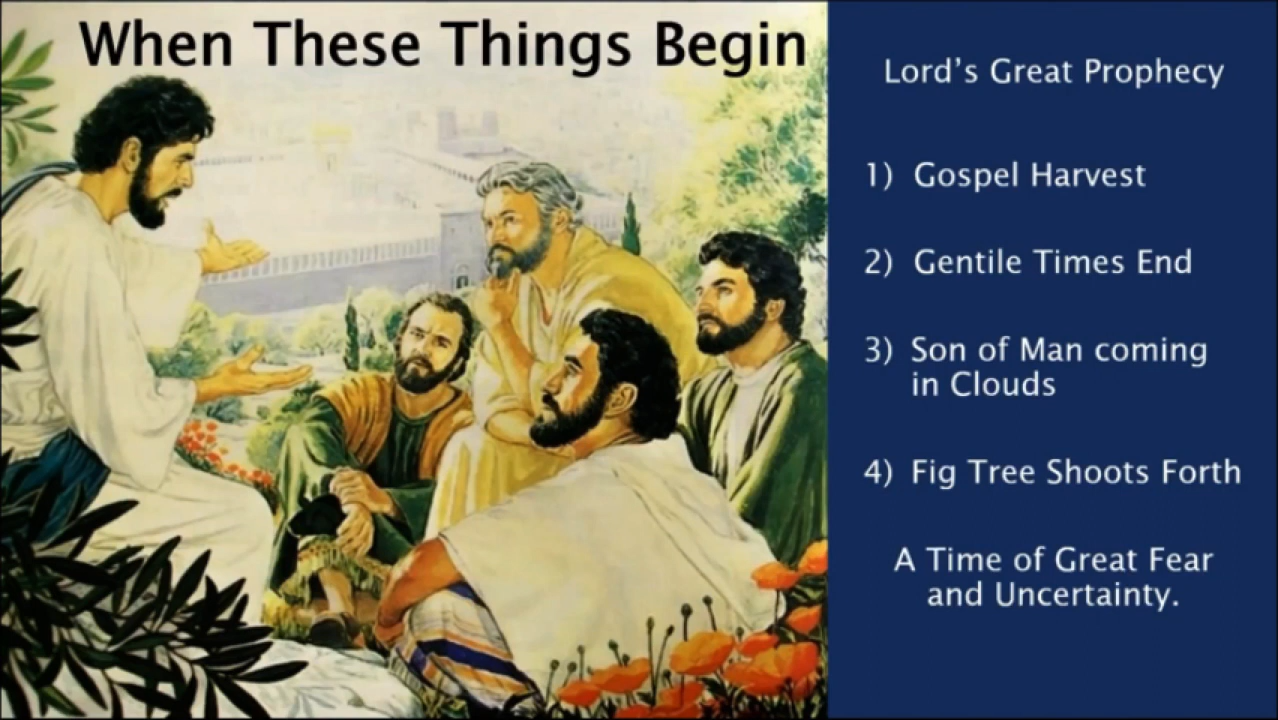 When These Things Begin
Lord’s Great Prophecy
1) Gospel Harvest
2) Gentile Times End
3) Son of Man coming
in Clouds
4) Fig Tree Shoots Forth
A Time of Great Fear
and Uncertainty.